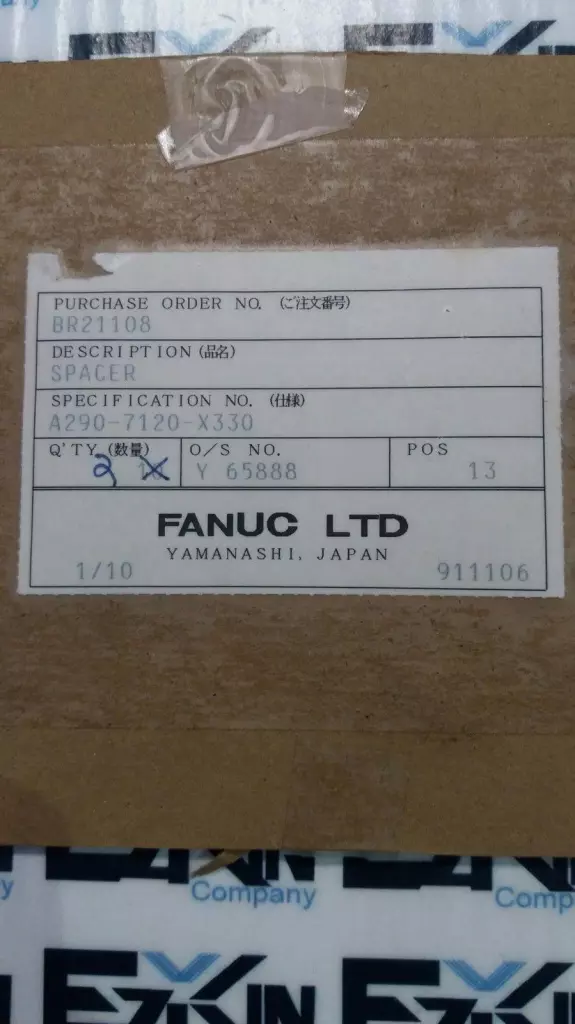 PURCHASE ORDER NO. (ご注文番号)
BR21108
DESCRIPTION (品名)
SPACER
SPECIFICATION NO. (仕様)
A290-7120-X330
Q'TY (数量) O/S NO. POS
2 Y 65888 13
FANUC LTD
YAMANASHI, JAPAN
1/10 911106
Company
Company